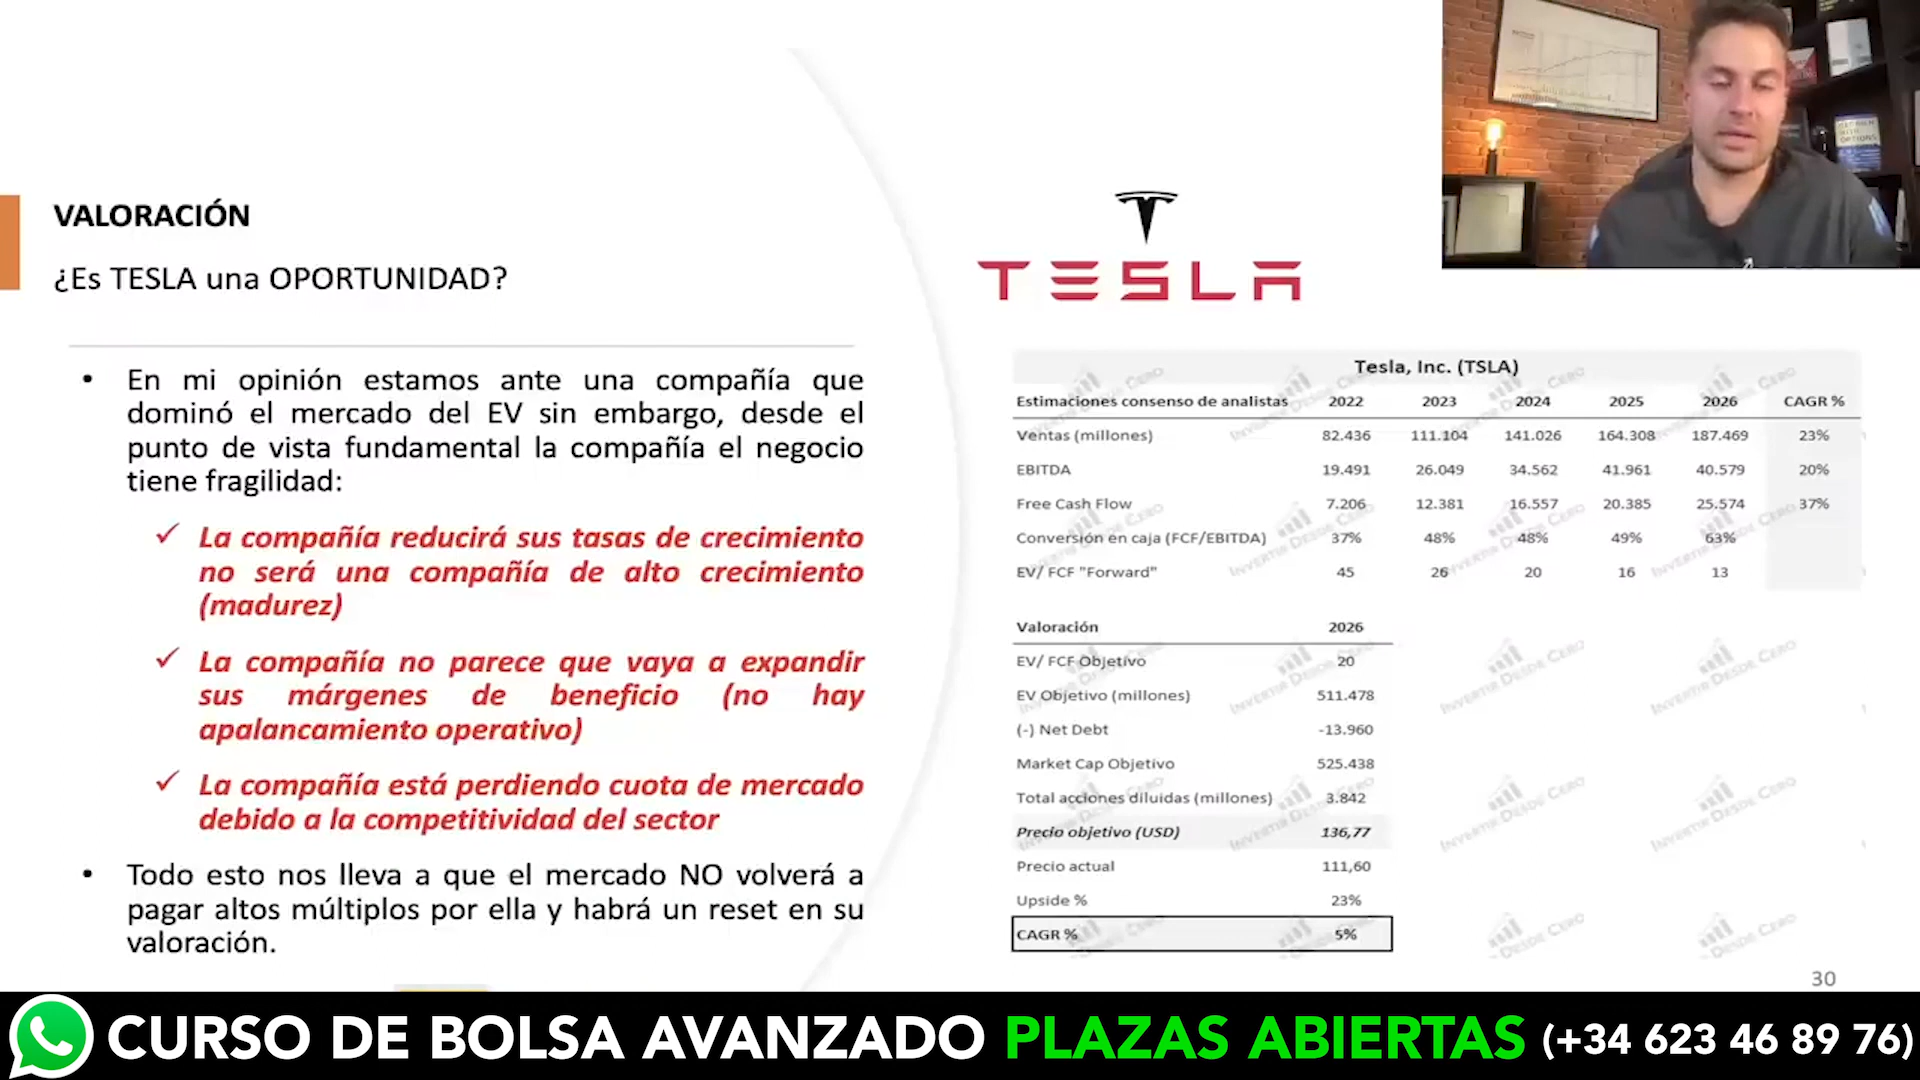 VALORACIÓN
¿Es TESLA una OPORTUNIDAD?
• En mi opinión estamos ante una compañía que
dominó el mercado del EV sin embargo, desde el
punto de vista fundamental la compañía el negocio
tiene fragilidad:
✓ La compañía reducirá sus tasas de crecimiento
no será una compañía de alto crecimiento
(madurez)
✓ La compañía no parece que vaya a expandir
sus márgenes de beneficio (no hay
apalancamiento operativo)
✓ La compañía está perdiendo cuota de mercado
debido a la competitividad del sector
• Todo esto nos lleva a que el mercado NO volverá a
pagar altos múltiplos por ella y habrá un reset en su
valoración.
TESLA
Tesla, Inc. (TSLA)
Estimaciones consenso de analistas 2022 2023 2024 2025 2026 CAGR %
Ventas (millones) 82.436 111.104 141.026 164.308 187.469 23%
EBITDA 19.491 26.049 34.562 41.961 40.579 20%
Free Cash Flow 7.206 12.381 16.557 20.385 25.574 37%
Conversión en caja (FCF/EBITDA) 37% 48% 48% 49% 63%
EV/ FCF "Forward" 45 26 20 16 13
Valoración 2026
EV/ FCF Objetivo 20
EV Objetivo (millones) 511.478
(-) Net Debt -13.960
Market Cap Objetivo 525.438
Total acciones diluidas (millones) 3.842
Precio objetivo (USD) 136,77
Precio actual 111,60
Upside % 23%
CAGR % 5%
INVERTIR DESDE CERO
30
CURSO DE BOLSA AVANZADO PLAZAS ABIERTAS (+34 623 46 89 76)